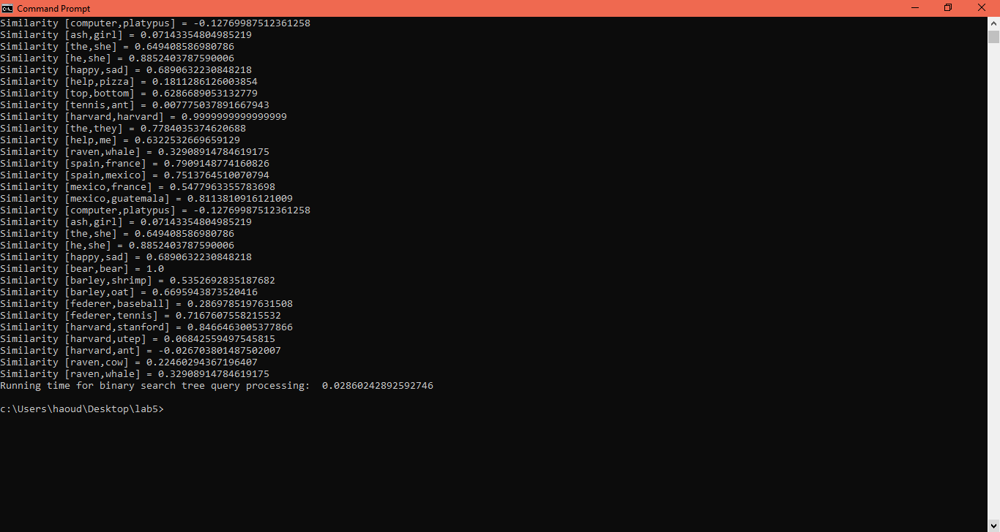 Command Prompt
Similarity [computer,platypus] = -0.12769987512361258
Similarity [ash,girl] = 0.07143354804985219
Similarity [the,she] = 0.649408586980786
Similarity [he,she] = 0.8852403787590006
Similarity [happy,sad] = 0.6890632230848218
Similarity [help,pizza] = 0.1811286126003854
Similarity [top,bottom] = 0.6286689053132779
Similarity [tennis,ant] = 0.007775037891667943
Similarity [harvard,harvard] = 0.9999999999999999
Similarity [the,they] = 0.7784035374620688
Similarity [help,me] = 0.6322532669659129
Similarity [raven,whale] = 0.32908914784619175
Similarity [spain,france] = 0.7909148774160826
Similarity [spain,mexico] = 0.7513764510070794
Similarity [mexico,france] = 0.5477963355783698
Similarity [mexico,guatemala] = 0.8113810916121009
Similarity [computer,platypus] = -0.12769987512361258
Similarity [ash,girl] = 0.07143354804985219
Similarity [the,she] = 0.649408586980786
Similarity [he,she] = 0.8852403787590006
Similarity [happy,sad] = 0.6890632230848218
Similarity [bear,bear] = 1.0
Similarity [barley,shrimp] = 0.5352692835187682
Similarity [barley,oat] = 0.6695943873520416
Similarity [federer,baseball] = 0.2869785197631508
Similarity [federer,tennis] = 0.7167607558215532
Similarity [harvard,stanford] = 0.8466463005377866
Similarity [harvard,utep] = 0.06842559497545815
Similarity [harvard,ant] = -0.026703801487502007
Similarity [raven,cow] = 0.22460294367196407
Similarity [raven,whale] = 0.32908914784619175
Running time for binary search tree query processing:  0.02860242892592746
c:\Users\haoud\Desktop\lab5>